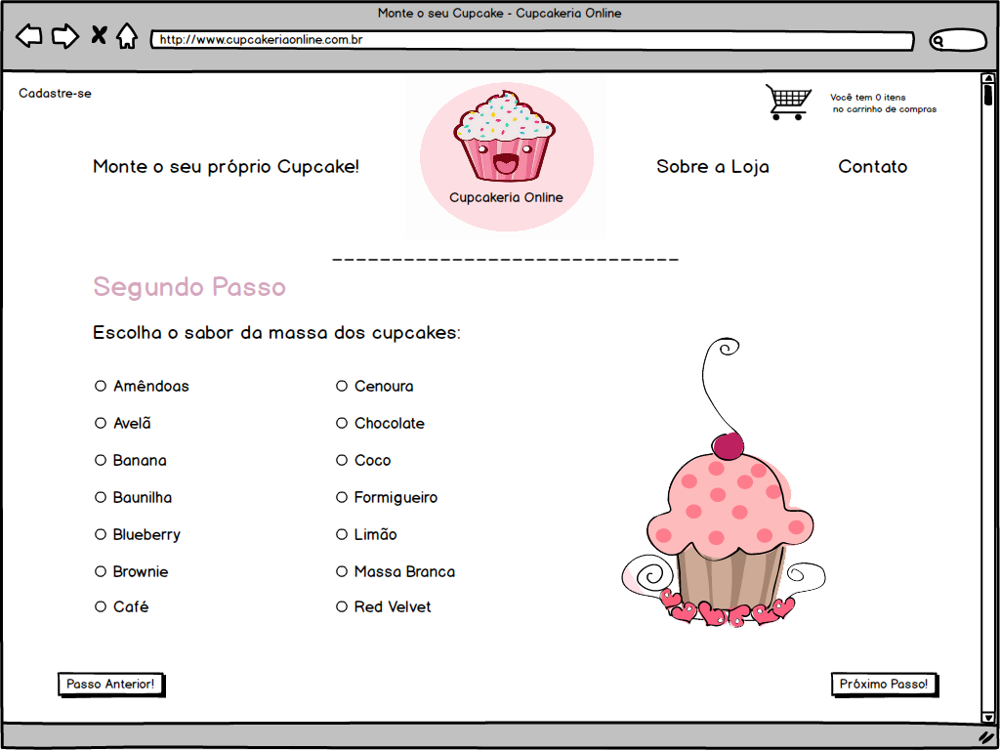 Monte o seu Cupcake - Cupcakeria Online
http://www.cupcakeriaonline.com.br
Cadastre-se
Você tem 0 itens
no carrinho de compras
Monte o seu próprio Cupcake!
Cupcakeria Online
Sobre a Loja
Contato
Segundo Passo
Escolha o sabor da massa dos cupcakes:
Amêndoas
Avelã
Banana
Baunilha
Blueberry
Brownie
Café
Cenoura
Chocolate
Coco
Formigueiro
Limão
Massa Branca
Red Velvet
Passo Anterior!
Próximo Passo!